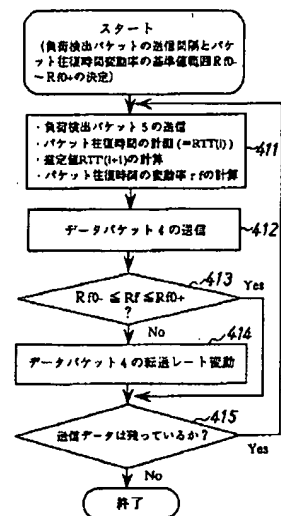 スタート
(負荷検出パケットの送信間隔とパケ
ット往復時間変動率の基準値範囲Rf0-
~Rf0+の決定)
・負荷検出パケット5の送信
・パケット往復時間の計測(=RTT(i))
・推定値RTT'(i+1)の計算
・パケット往復時間の変動率rfの計算
411
データパケット4の送信
412
413
Rf0- ≦ Rf ≦ Rf0+
?
Yes
No
414
データパケット4の転送レート変動
415
送信データは残っているか?
Yes
No
終了